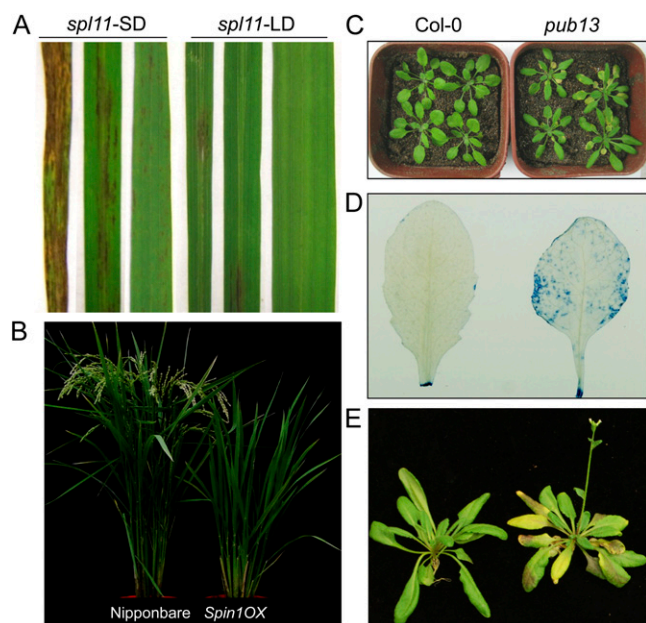 A
spl11-SD
spl11-LD
B
Nipponbare
Spin1OX
C
Col-0
pub13
D
E